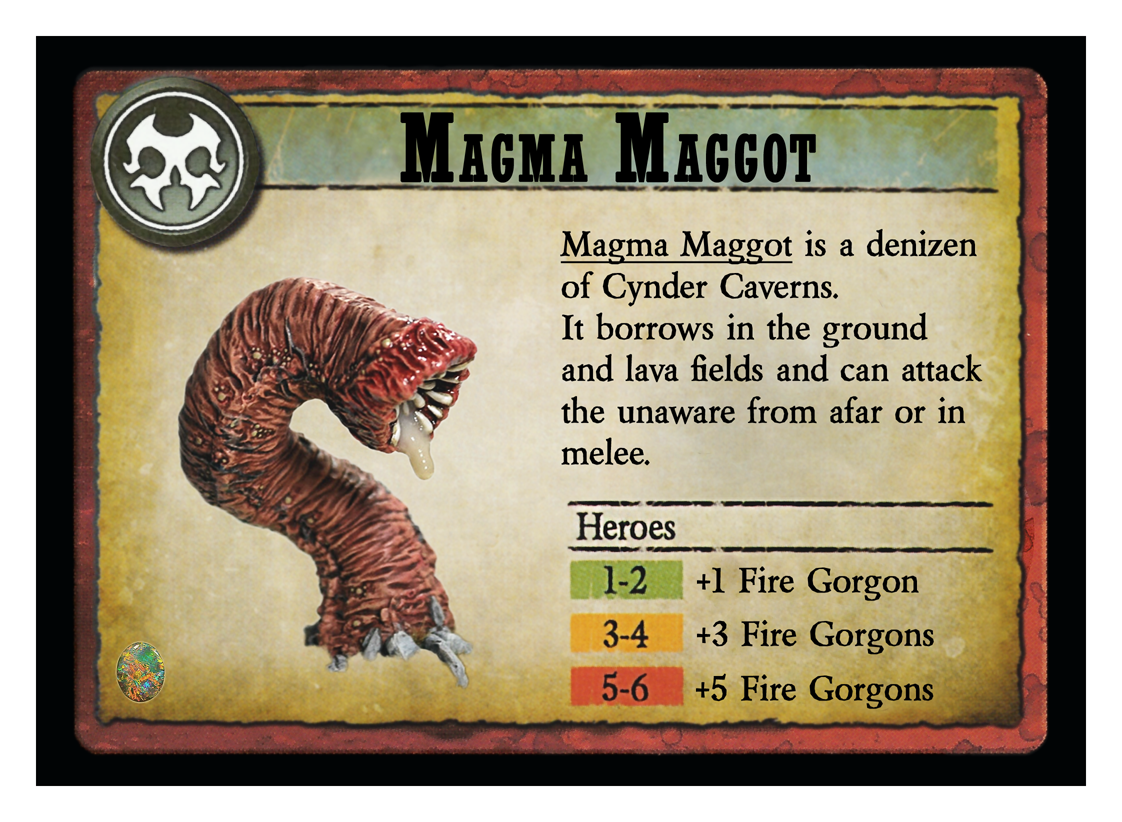 Magma Maggot
Magma Maggot is a denizen
of Cynder Caverns.
It borrows in the ground
and lava fields and can attack
the unaware from afar or in
melee.
Heroes
1-2 +1 Fire Gorgon
3-4 +3 Fire Gorgons
5-6 +5 Fire Gorgons